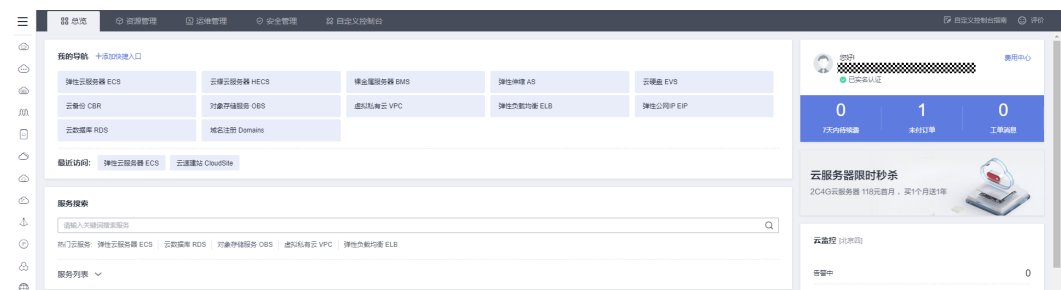 总览 资源管理 运维管理 安全管理 自定义控制台 自定义控制台指南 评价
我的导航 +添加快捷入口
弹性云服务器 ECS 云耀云服务器 HECS 裸金属服务器 BMS 弹性伸缩 AS 云硬盘 EVS
云备份 CBR 对象存储服务 OBS 虚拟私有云 VPC 弹性负载均衡 ELB 弹性公网IP EIP
云数据库 RDS 域名注册 Domains
最近访问: 弹性云服务器 ECS 云速建站 CloudSite
服务搜索
请输入关键词搜索服务
热门云服务: 弹性云服务器 ECS 云数据库 RDS 对象存储服务 OBS 虚拟私有云 VPC 弹性负载均衡 ELB
服务列表
您好 费用中心
已实名认证
0 1 0
7天内待续费 未付订单 工单消息
云服务器限时秒杀
2C4G云服务器 118元首月，买1个月送1年
云监控 [北京四]
告警中 0